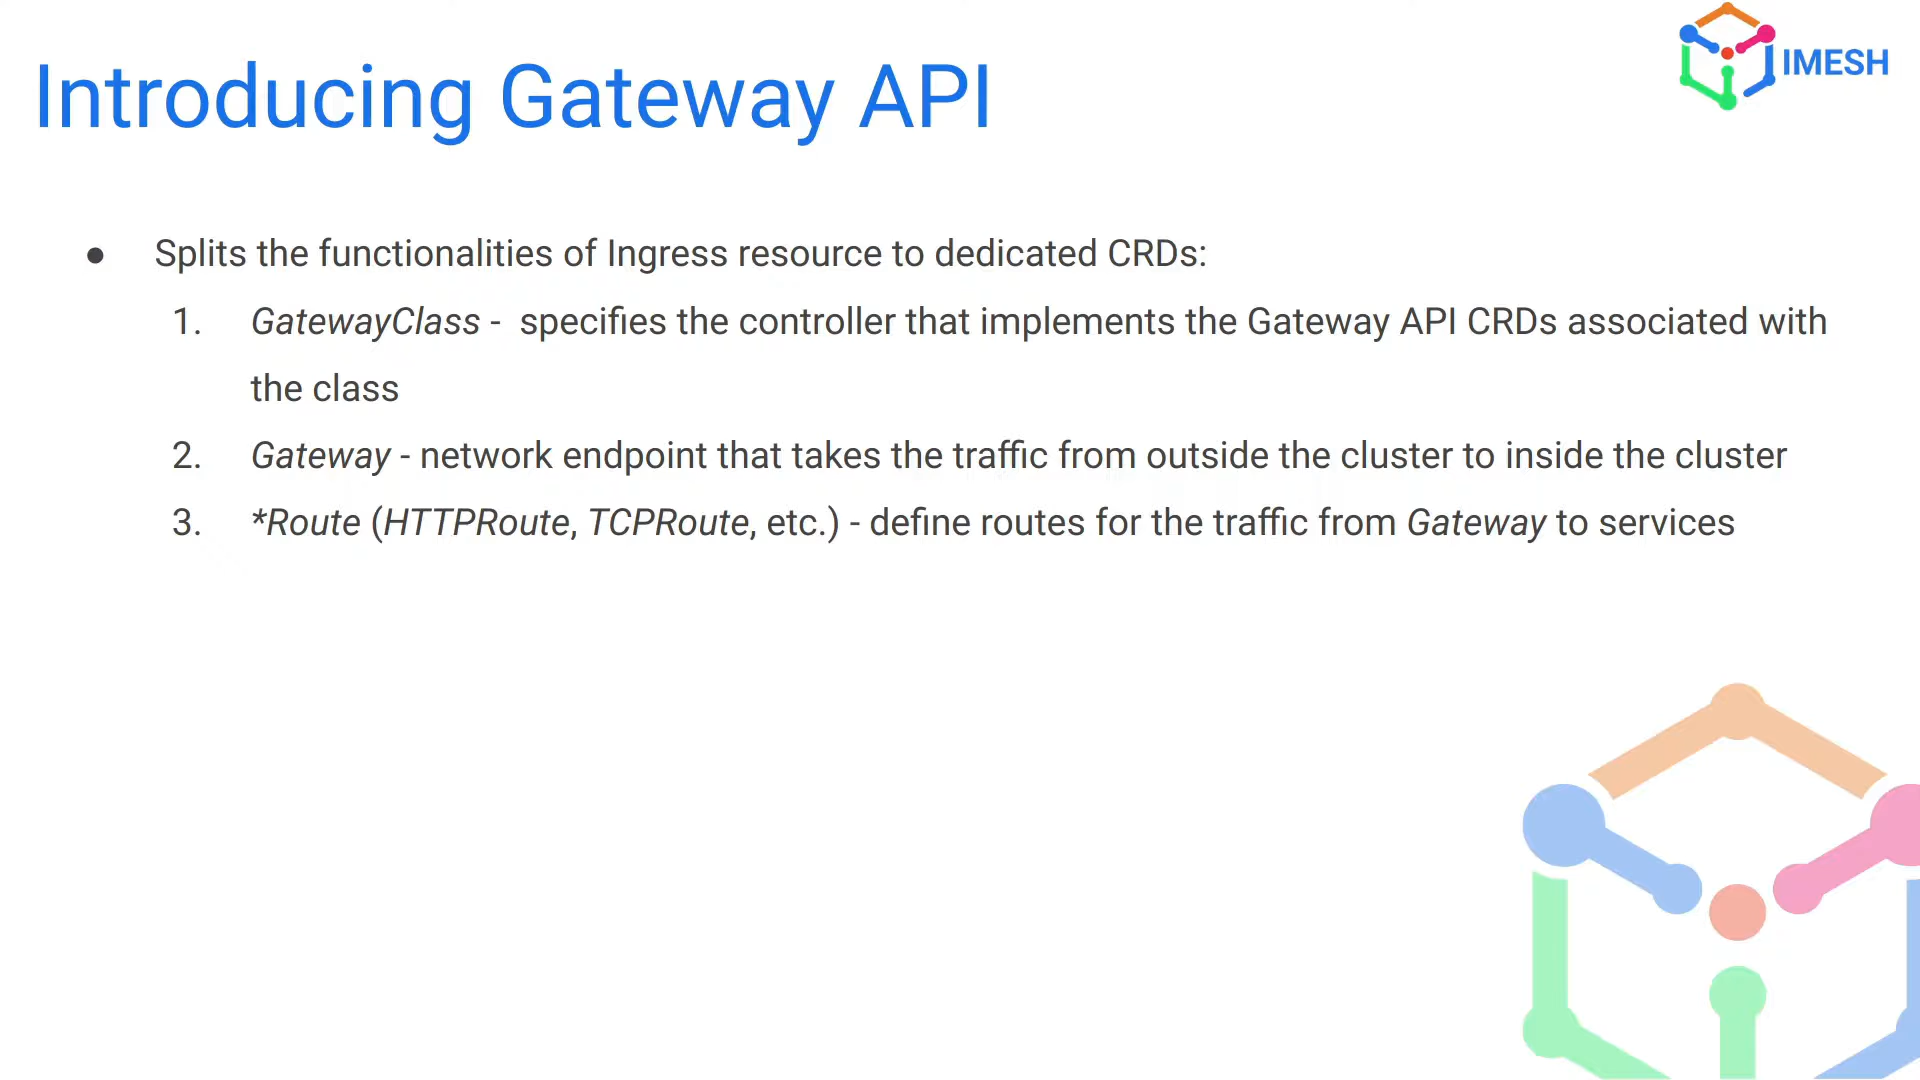 IMESH
Introducing Gateway API
● Splits the functionalities of Ingress resource to dedicated CRDs:
1. GatewayClass - specifies the controller that implements the Gateway API CRDs associated with
the class
2. Gateway - network endpoint that takes the traffic from outside the cluster to inside the cluster
3. *Route (HTTPRoute, TCPRoute, etc.) - define routes for the traffic from Gateway to services